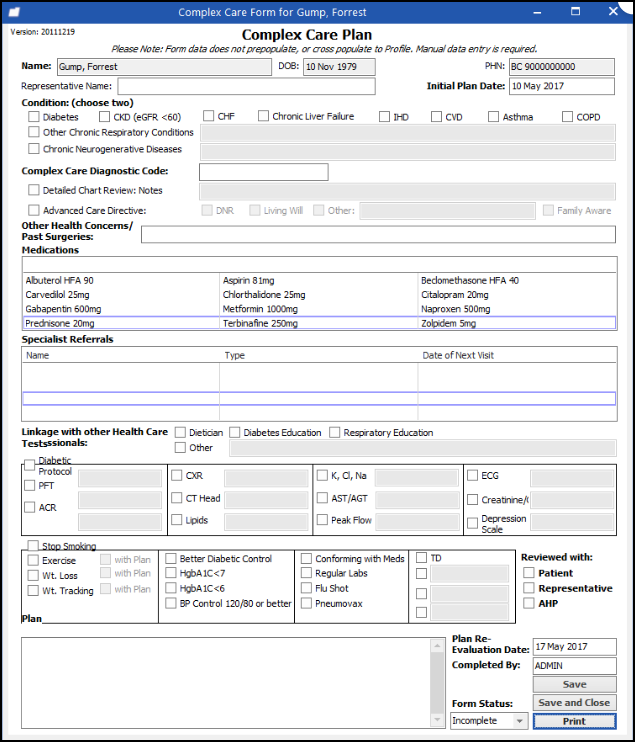 Complex Care Form for Gump, Forrest
Version: 20111219
Complex Care Plan
Please Note: Form data does not prepopulate, or cross populate to Profile. Manual data entry is required.
Name: Gump, Forrest DOB: 10 Nov 1979 PHN: BC 9000000000
Representative Name: Initial Plan Date: 10 May 2017
Condition: (choose two)
Diabetes CKD (eGFR <60) CHF Chronic Liver Failure IHD CVD Asthma COPD
Other Chronic Respiratory Conditions
Chronic Neurogenerative Diseases
Complex Care Diagnostic Code:
Detailed Chart Review: Notes
Advanced Care Directive: DNR Living Will Other: Family Aware
Other Health Concerns/
Past Surgeries:
Medications
Albuterol HFA 90 Aspirin 81mg Beclomethasone HFA 40
Carvedilol 25mg Chlorthalidone 25mg Citalopram 20mg
Gabapentin 600mg Metformin 1000mg Naproxen 500mg
Prednisone 20mg Terbinafine 250mg Zolpidem 5mg
Specialist Referrals
Name Type Date of Next Visit
Linkage with other Health Care Dietician Diabetes Education Respiratory Education
Testsssionals: Other
Diabetic
Protocol CXR K, Cl, Na ECG
PFT CT Head AST/AGT Creatinine/
ACR Lipids Peak Flow Depression
Scale
Stop Smoking
Exercise with Plan Better Diabetic Control Conforming with Meds TD Reviewed with:
Wt. Loss with Plan HgbA1C<7 Regular Labs Patient
Wt. Tracking with Plan HgbA1C<6 Flu Shot Representative
BP Control 120/80 or better Pneumovax AHP
Plan
Plan Re-
Evaluation Date: 17 May 2017
Completed By: ADMIN
Save
Form Status: Save and Close
Incomplete Print